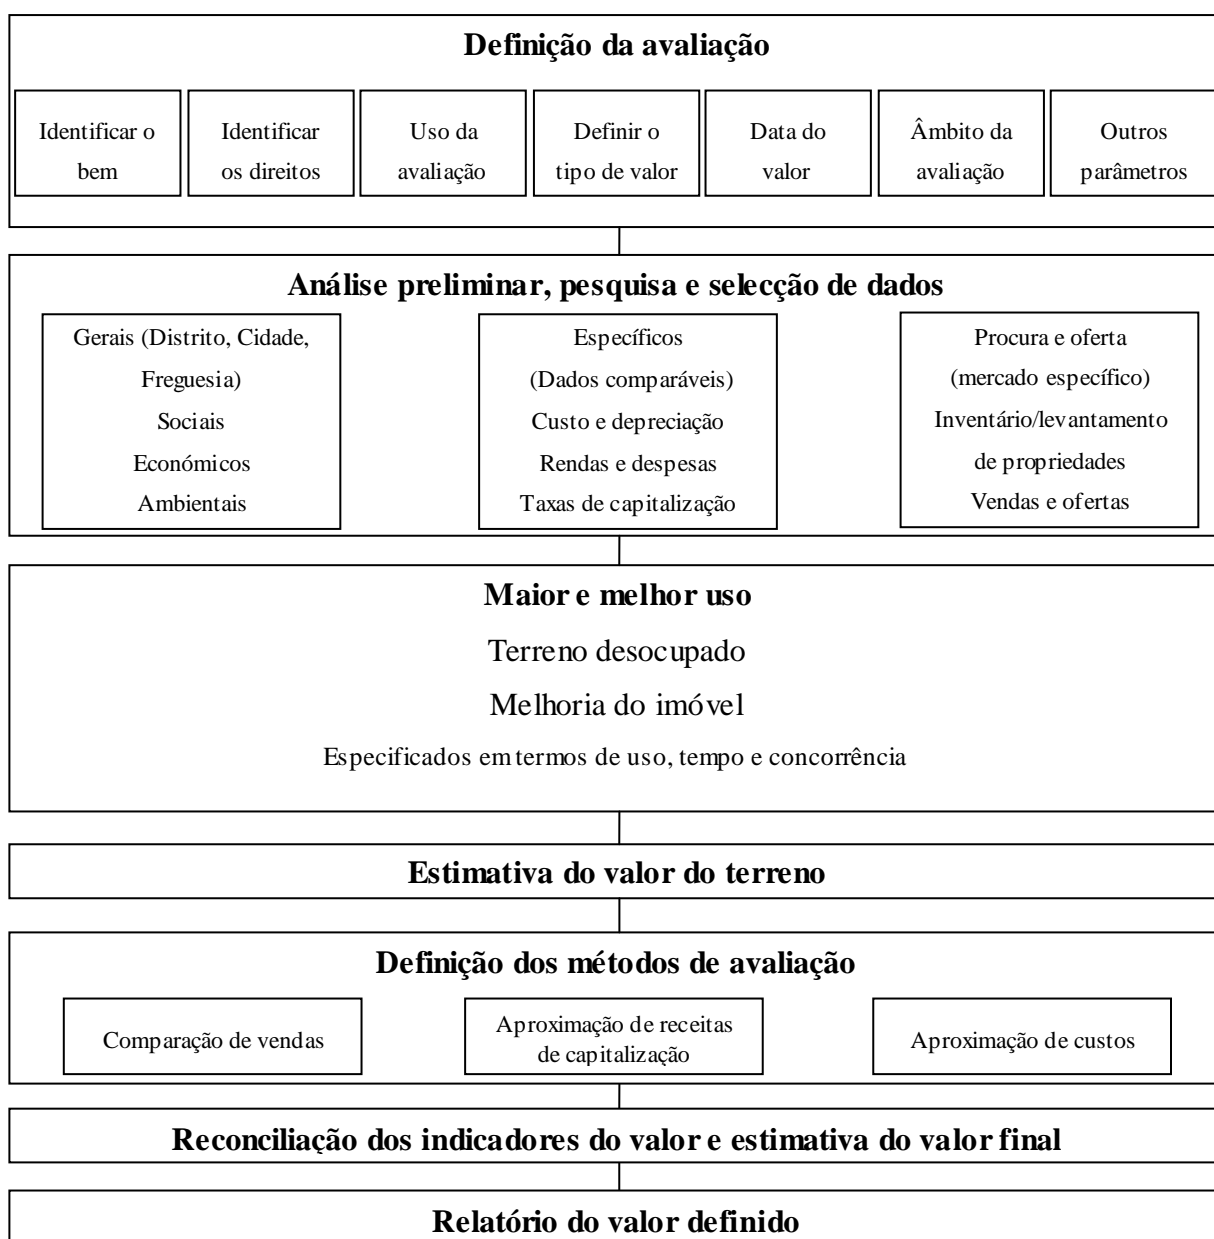 Definição da avaliação
Identificar o
bem
Identificar
os direitos
Uso da
avaliação
Definir o
tipo de valor
Data do
valor
Âmbito da
avaliação
Outros
parâmetros
Análise preliminar, pesquisa e selecção de dados
Gerais (Distrito, Cidade,
Freguesia)
Sociais
Económicos
Ambientais
Específicos
(Dados comparáveis)
Custo e depreciação
Rendas e despesas
Taxas de capitalização
Procura e oferta
(mercado específico)
Inventário/levantamento
de propriedades
Vendas e ofertas
Maior e melhor uso
Terreno desocupado
Melhoria do imóvel
Especificados em termos de uso, tempo e concorrência
Estimativa do valor do terreno
Definição dos métodos de avaliação
Comparação de vendas
Aproximação de receitas
de capitalização
Aproximação de custos
Reconciliação dos indicadores do valor e estimativa do valor final
Relatório do valor definido